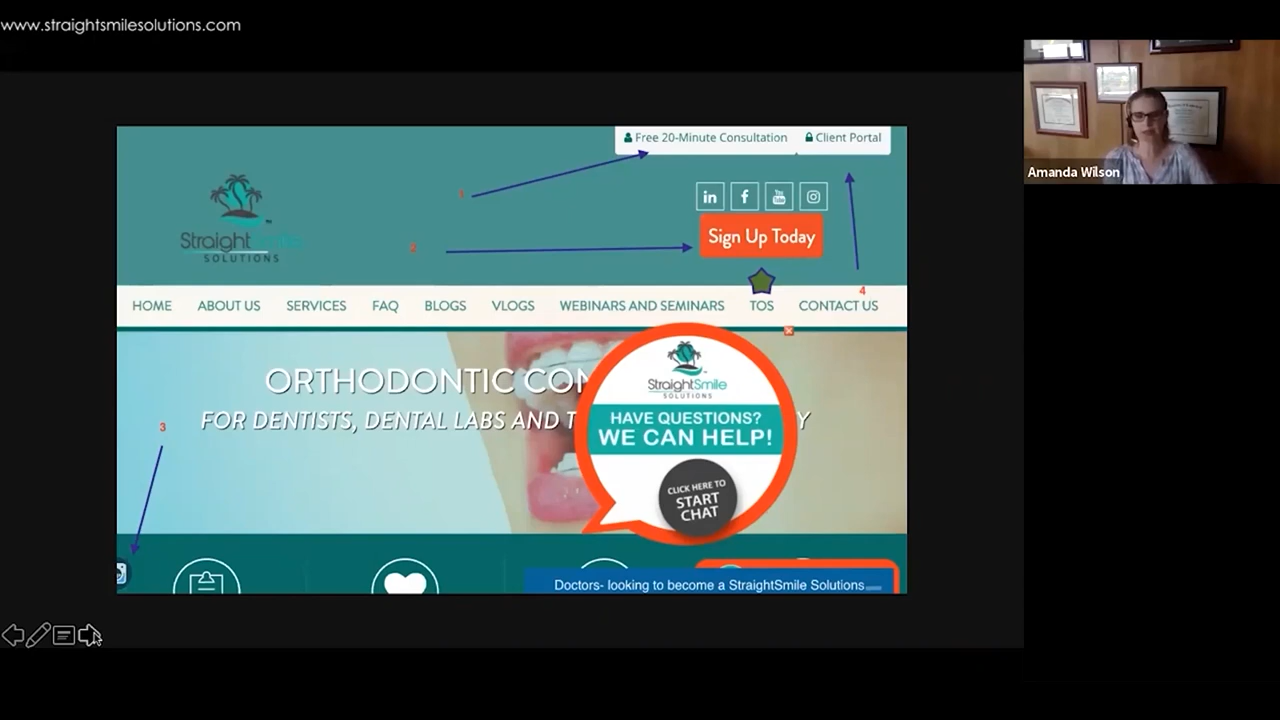 www.straightsmilesolutions.com
Free 20-Minute Consultation
Client Portal
1
in
f
You
Tube
StraightSmile
SOLUTIONS
2
Sign Up Today
4
HOME ABOUT US SERVICES FAQ BLOGS VLOGS WEBINARS AND SEMINARS TOS CONTACT US
StraightSmile
SOLUTIONS
ORTHODONTIC CON
FOR DENTISTS, DENTAL LABS AND T
Y
HAVE QUESTIONS?
WE CAN HELP!
3
CLICK HERE TO
START
CHAT
Doctors- looking to become a StraightSmile Solutions
Amanda Wilson